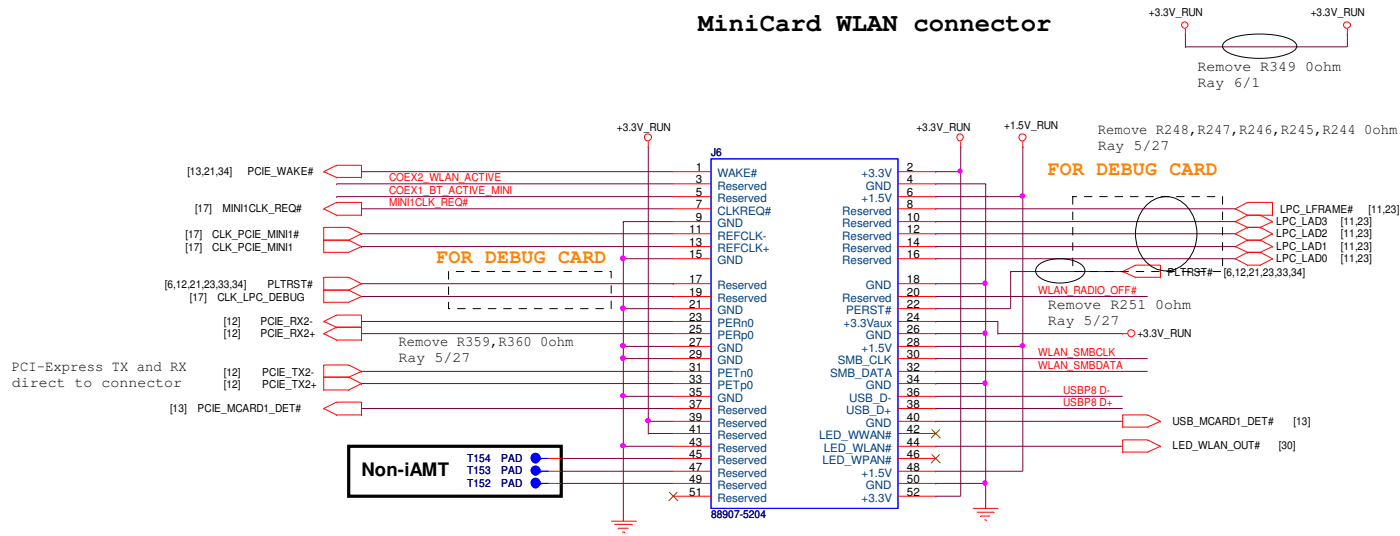 MiniCard WLAN connector
+3.3V_RUN
+3.3V_RUN
Remove R349 0ohm
Ray 6/1
+3.3V_RUN
+3.3V_RUN
+1.5V_RUN
Remove R248,R247,R246,R245,R244 0ohm
Ray 5/27
FOR DEBUG CARD
J6
[13,21,34] PCIE_WAKE#
COEX2_WLAN_ACTIVE
COEX1_BT_ACTIVE_MINI
[17] MINI1CLK_REQ#
MINI1CLK_REQ#
[17] CLK_PCIE_MINI1#
[17] CLK_PCIE_MINI1
FOR DEBUG CARD
[6,12,21,23,33,34] PLTRST#
[17] CLK_LPC_DEBUG
[12] PCIE_RX2-
[12] PCIE_RX2+
Remove R359,R360 0ohm
Ray 5/27
PCI-Express TX and RX
direct to connector
[12] PCIE_TX2-
[12] PCIE_TX2+
[13] PCIE_MCARD1_DET#
Non-iAMT
T154 PAD
T153 PAD
T152 PAD
1 WAKE#
3 Reserved
5 Reserved
7 CLKREQ#
9 GND
11 REFCLK-
13 REFCLK+
15 GND
17 Reserved
19 Reserved
21 GND
23 PERn0
25 PERp0
27 GND
29 GND
31 PETn0
33 PETp0
35 GND
37 Reserved
39 Reserved
41 Reserved
43 Reserved
45 Reserved
47 Reserved
49 Reserved
51 Reserved
88907-5204
+3.3V 2
GND 4
+1.5V 6
Reserved 8
Reserved 10
Reserved 12
Reserved 14
Reserved 16
GND 18
Reserved 20
PERST# 22
+3.3Vaux 24
GND 26
+1.5V 28
SMB_CLK 30
SMB_DATA 32
GND 34
USB_D- 36
USB_D+ 38
GND 40
LED_WWAN# 42
LED_WLAN# 44
LED_WPAN# 46
+1.5V 48
GND 50
+3.3V 52
LPC_LFRAME# [11,23]
LPC_LAD3 [11,23]
LPC_LAD2 [11,23]
LPC_LAD1 [11,23]
LPC_LAD0 [11,23]
PLTRST# [6,12,21,23,33,34]
WLAN_RADIO_OFF#
Remove R251 0ohm
Ray 5/27
+3.3V_RUN
WLAN_SMBCLK
WLAN_SMBDATA
USBP8 D-
USBP8 D+
USB_MCARD1_DET# [13]
LED_WLAN_OUT# [30]